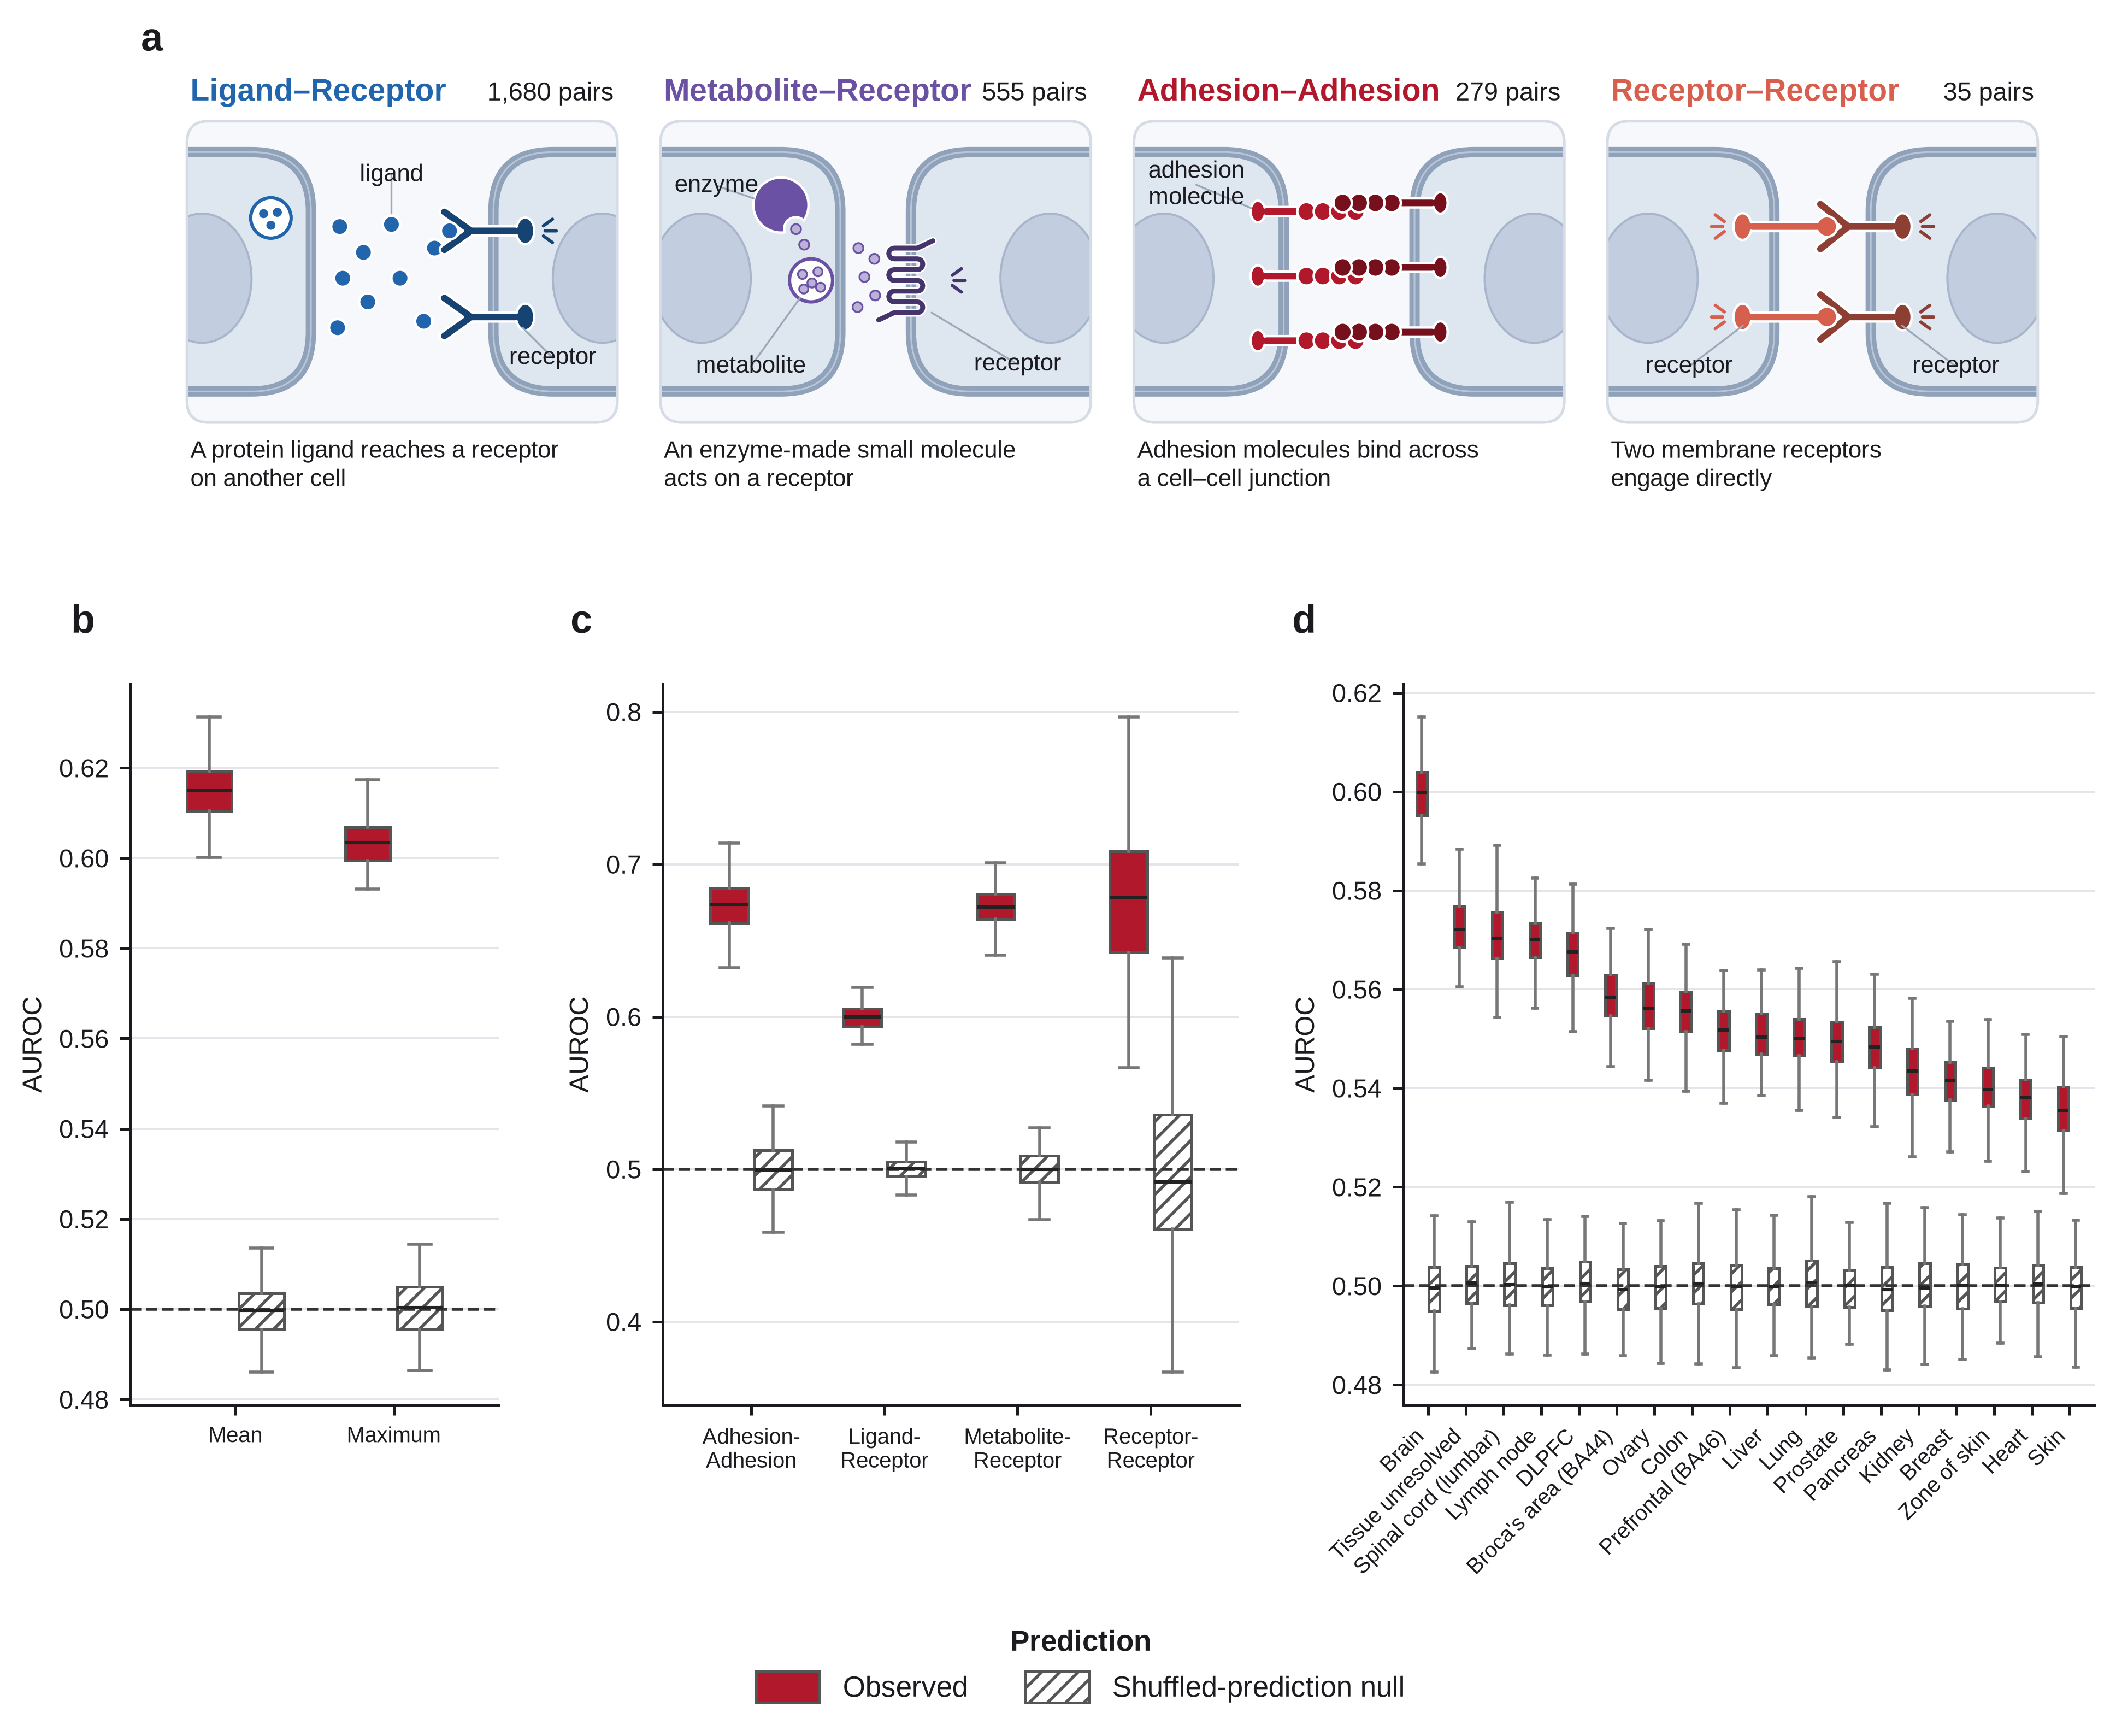 a
Ligand–Receptor 1,680 pairs
ligand
receptor
A protein ligand reaches a receptor
on another cell
Metabolite–Receptor 555 pairs
enzyme
metabolite
receptor
An enzyme-made small molecule
acts on a receptor
Adhesion–Adhesion 279 pairs
adhesion
molecule
Adhesion molecules bind across
a cell–cell junction
Receptor–Receptor 35 pairs
receptor
receptor
Two membrane receptors
engage directly
b
AUROC
0.62
0.60
0.58
0.56
0.54
0.52
0.50
0.48
Mean
Maximum
c
AUROC
0.8
0.7
0.6
0.5
0.4
Adhesion-
Adhesion
Ligand-
Receptor
Metabolite-
Receptor
Receptor-
Receptor
d
AUROC
0.62
0.60
0.58
0.56
0.54
0.52
0.50
0.48
Brain
Tissue unresolved
Spinal cord (lumbar)
Lymph node
DLPFC
Broca's area (BA44)
Ovary
Colon
Prefrontal (BA46)
Liver
Lung
Prostate
Pancreas
Kidney
Breast
Zone of skin
Heart
Skin
Prediction
Observed
Shuffled-prediction null